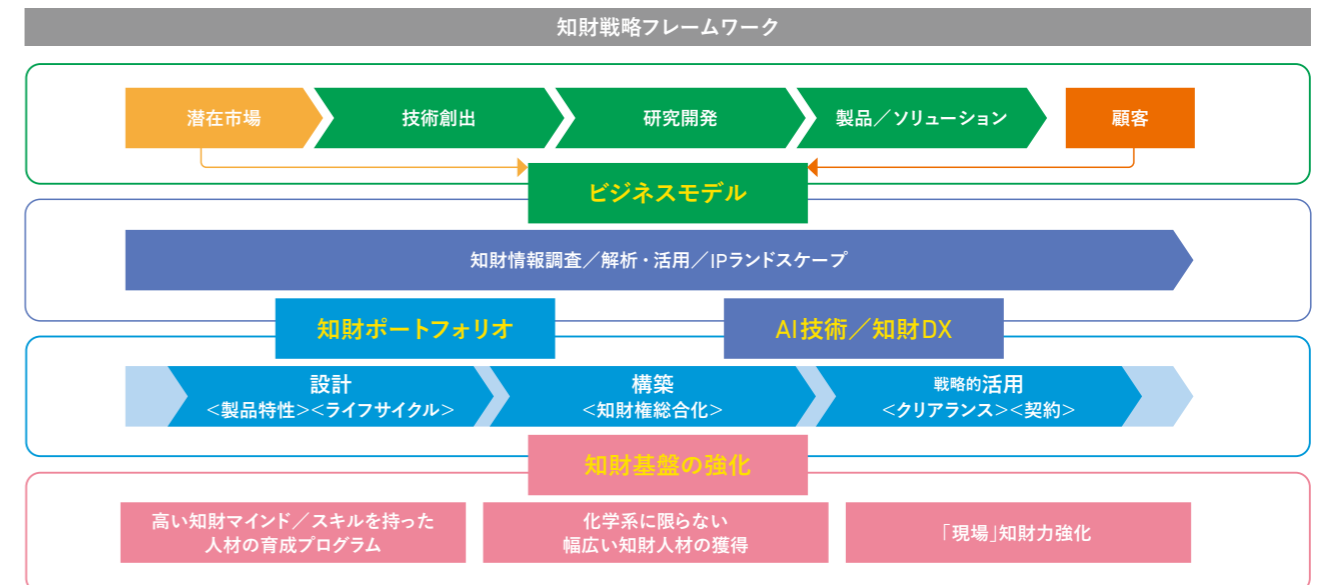 知財戦略フレームワーク
潜在市場
技術創出
研究開発
製品／ソリューション
顧客
ビジネスモデル
知財情報調査／解析・活用／IPランドスケープ
知財ポートフォリオ
AI技術／知財DX
設計
<製品特性><ライフサイクル>
構築
<知財権総合化>
戦略的活用
<クリアランス><契約>
知財基盤の強化
高い知財マインド／スキルを持った
人材の育成プログラム
化学系に限らない
幅広い知財人材の獲得
「現場」知財力強化